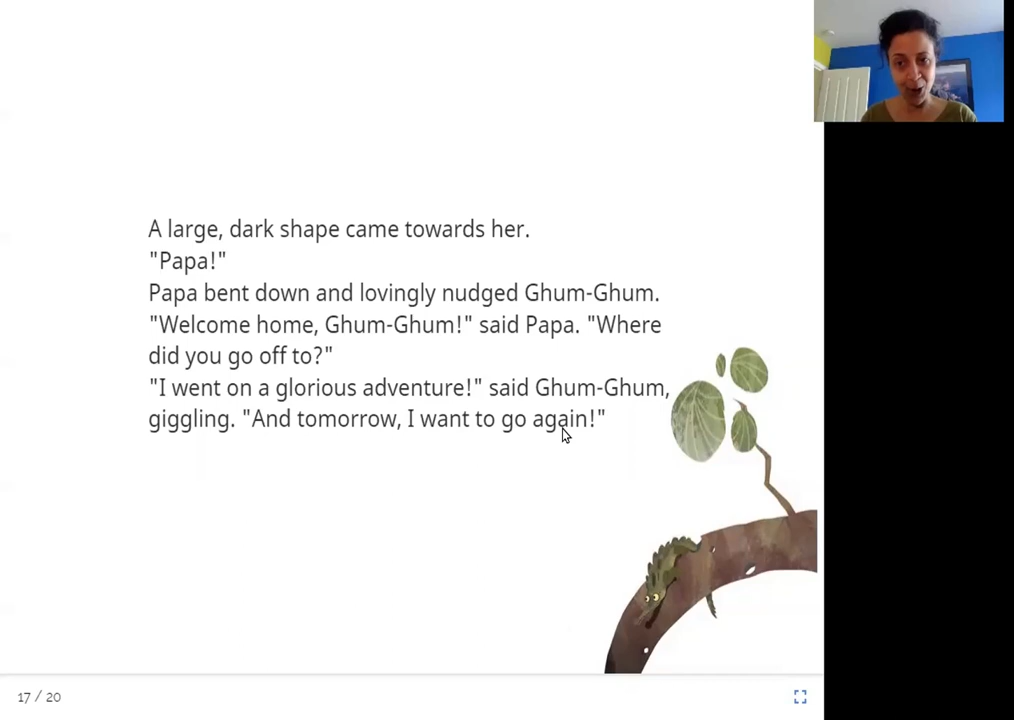 A large, dark shape came towards her.
"Papa!"
Papa bent down and lovingly nudged Ghum-Ghum.
"Welcome home, Ghum-Ghum!" said Papa. "Where
did you go off to?"
"I went on a glorious adventure!" said Ghum-Ghum,
giggling. "And tomorrow, I want to go again!"
17 / 20